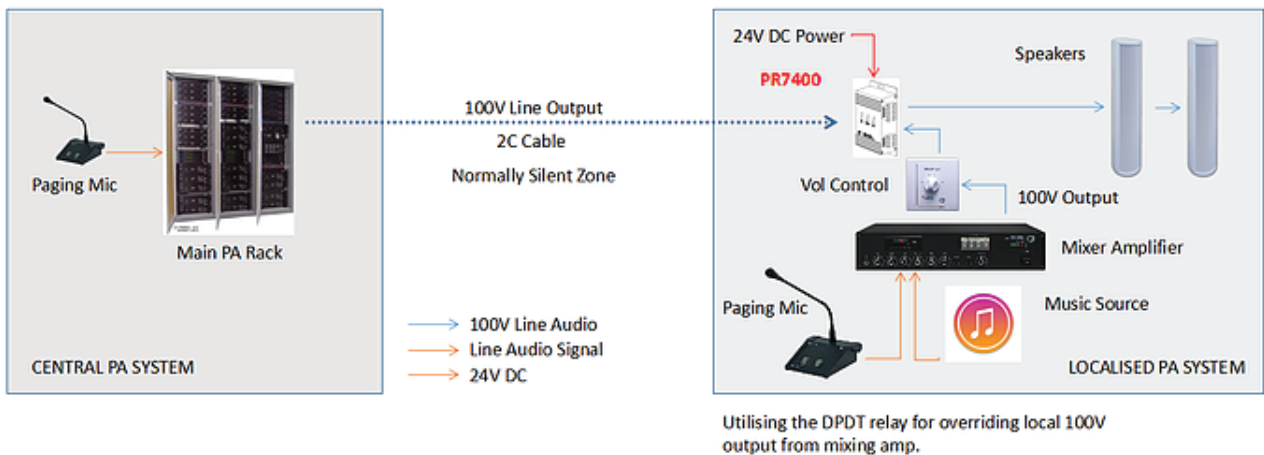 Paging Mic
Main PA Rack
CENTRAL PA SYSTEM
100V Line Output
2C Cable
Normally Silent Zone
100V Line Audio
Line Audio Signal
24V DC
24V DC Power
PR7400
Speakers
Vol Control
100V Output
Mixer Amplifier
Paging Mic
Music Source
LOCALISED PA SYSTEM
Utilising the DPDT relay for overriding local 100V
output from mixing amp.